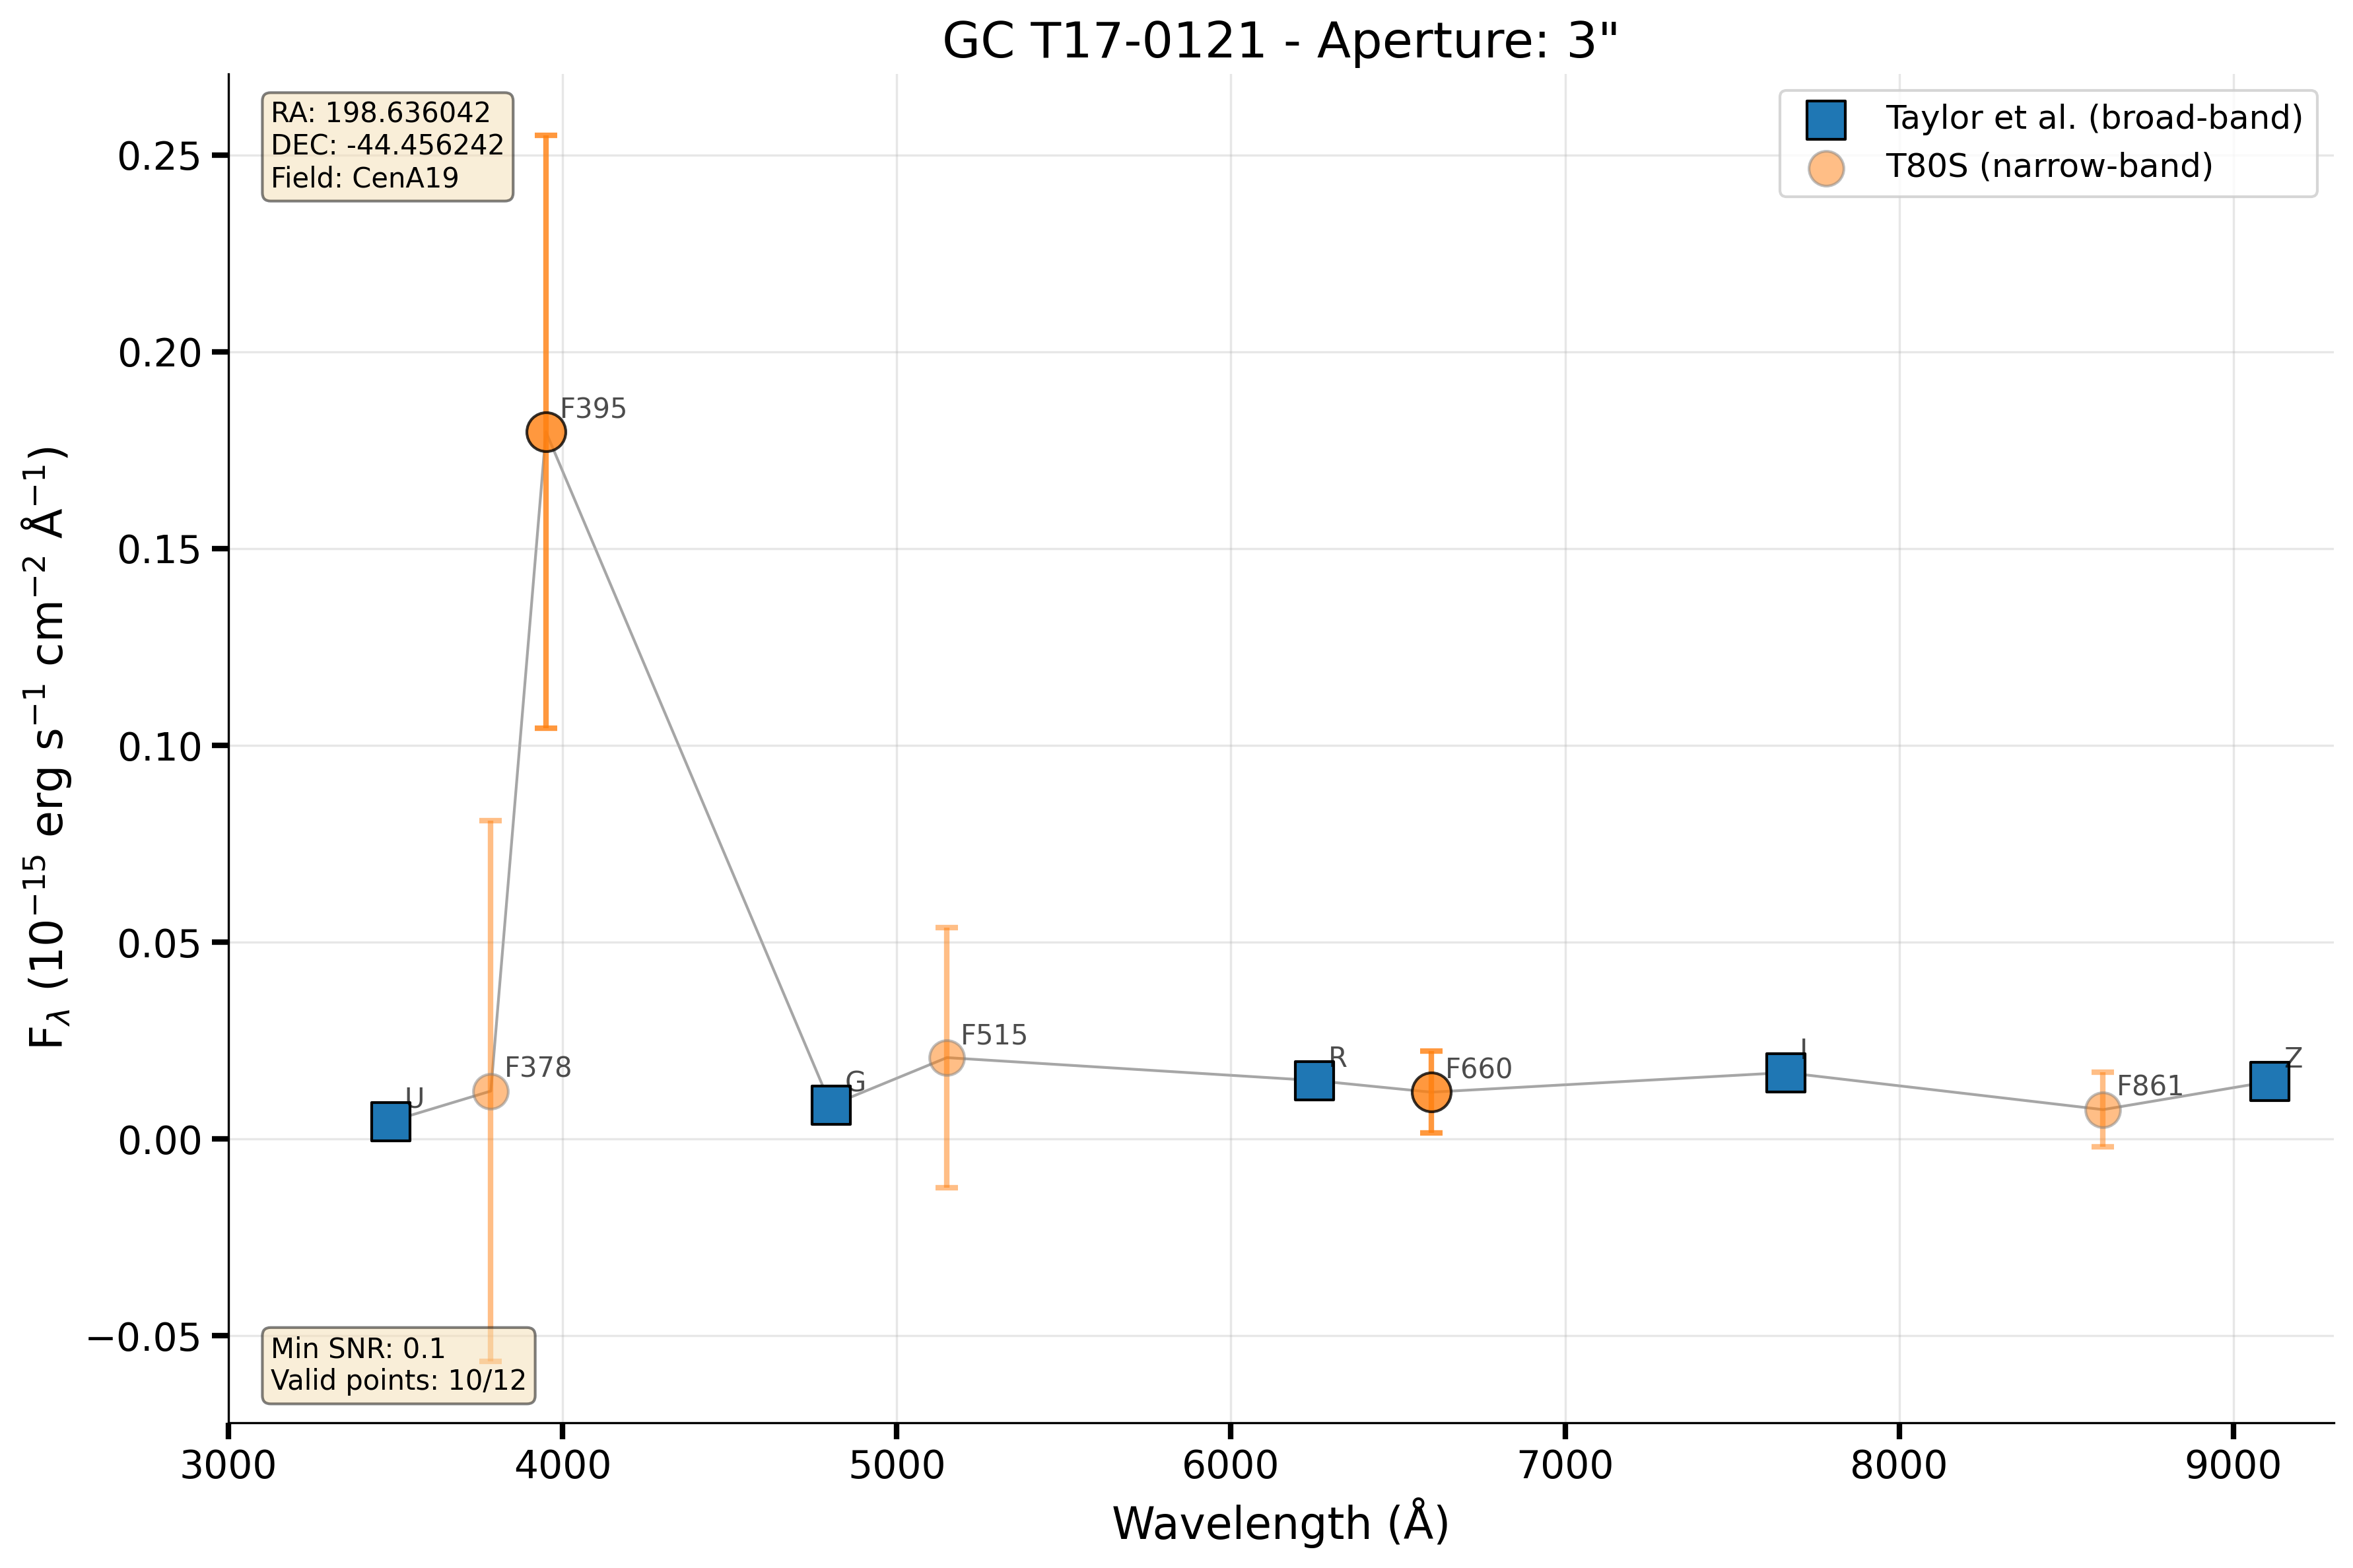 GC T17-0121 - Aperture: 3"
RA: 198.636042
DEC: -44.456242
Field: CenA19
Taylor et al. (broad-band)
T80S (narrow-band)
F_λ (10⁻¹⁵ erg s⁻¹ cm⁻² Å⁻¹)
0.25
0.20
0.15
0.10
0.05
0.00
−0.05
F395
U
F378
G
F515
R
F660
I
F861
Z
Min SNR: 0.1
Valid points: 10/12
3000 4000 5000 6000 7000 8000 9000
Wavelength (Å)